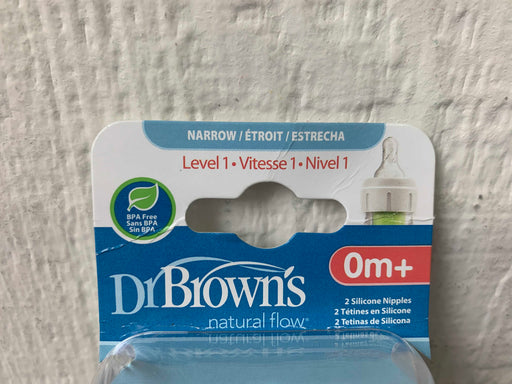 NARROW / ÉTROIT / ESTRECHA
Level 1 • Vitesse 1 • Nivel 1
BPA Free
Sans BPA
Sin BPA
0m+
Dr Brown's
natural flow®
2 Silicone Nipples
2 Tétines en Silicone
2 Tetinas de Silicona